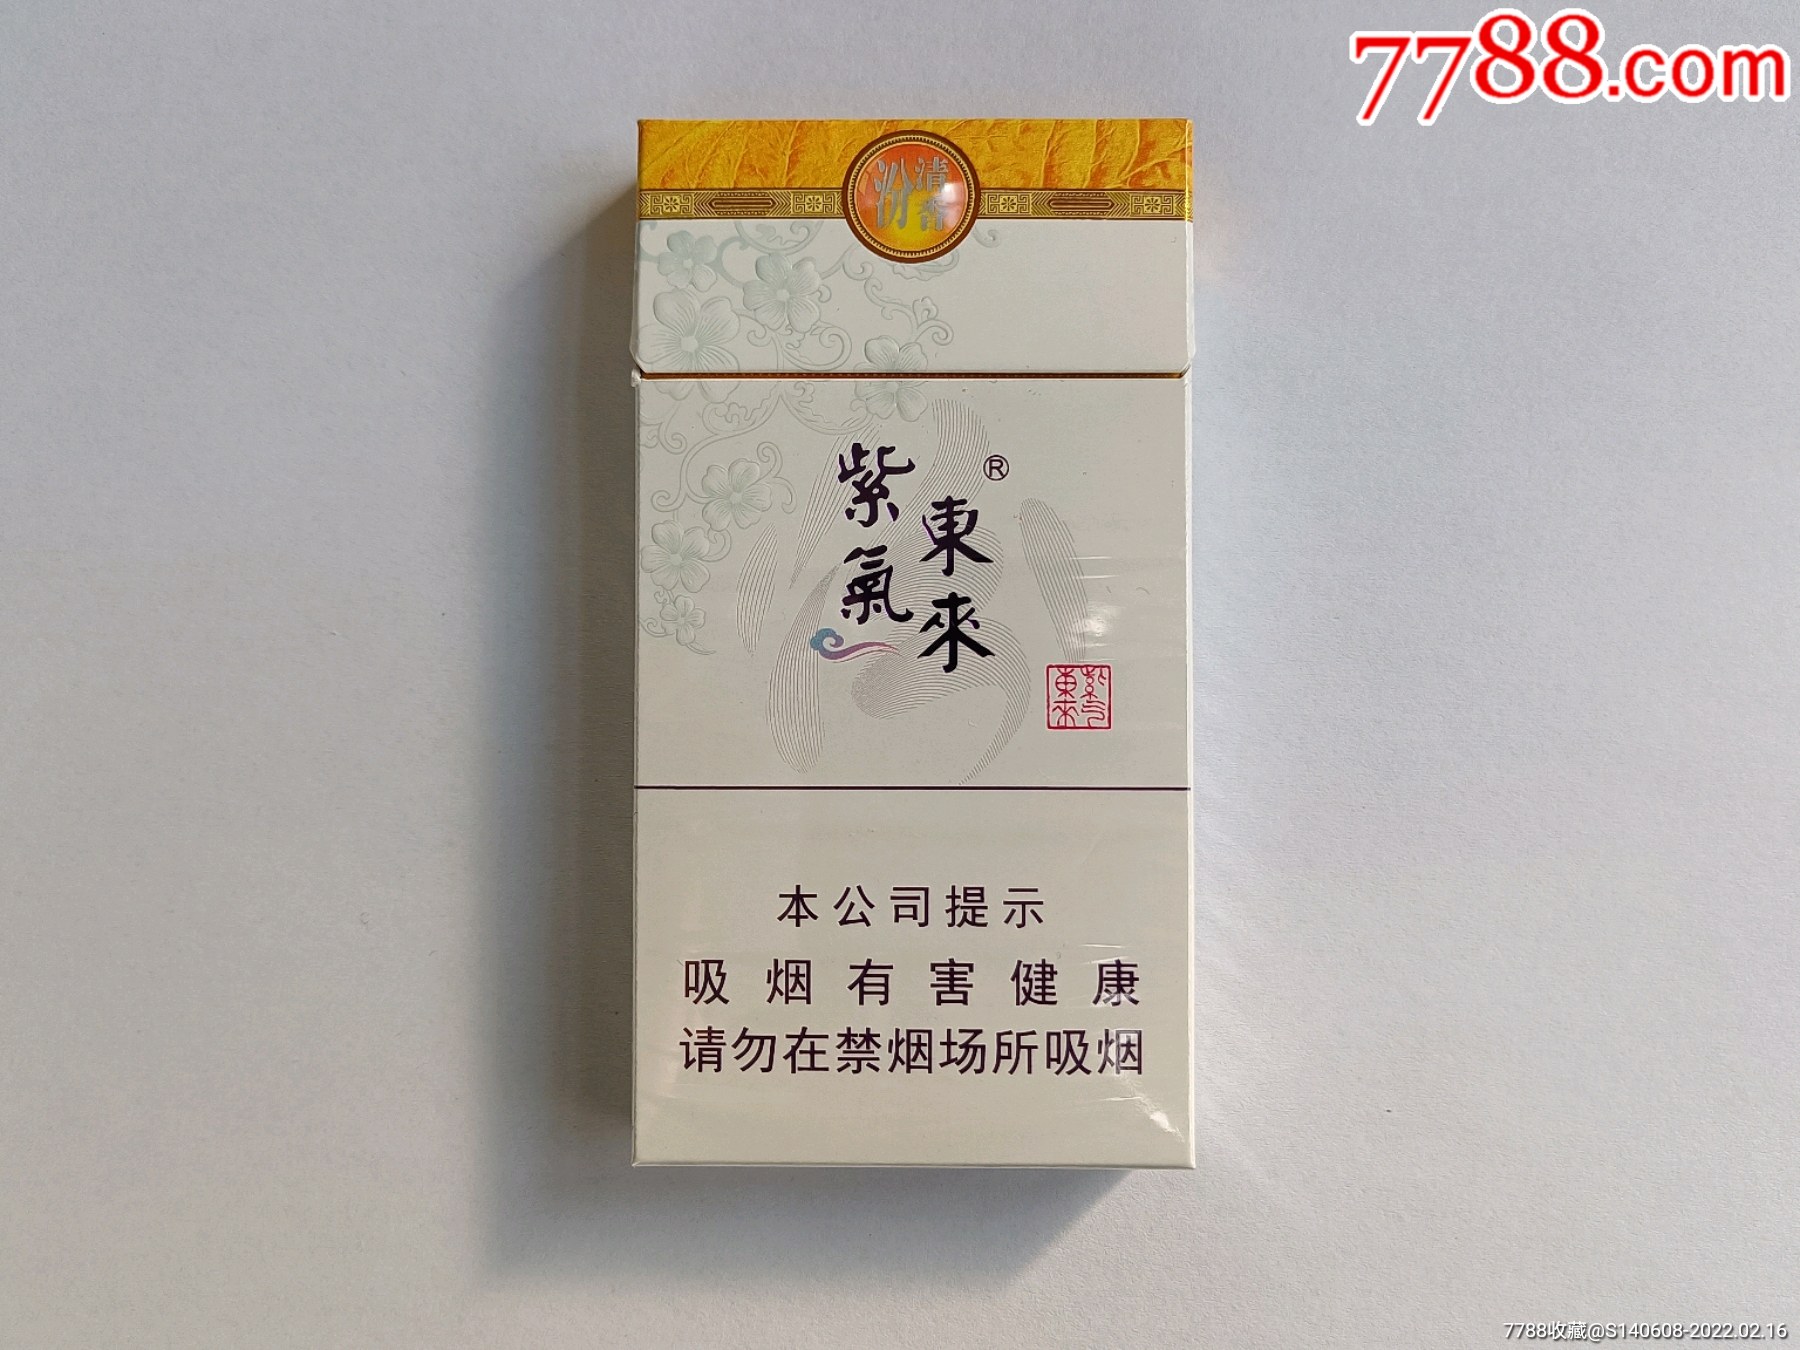 7788.com
清香
汾
紫氣
東來
®
本公司提示
吸烟有害健康
请勿在禁烟场所吸烟
7788收藏@S140608-2022.02.16